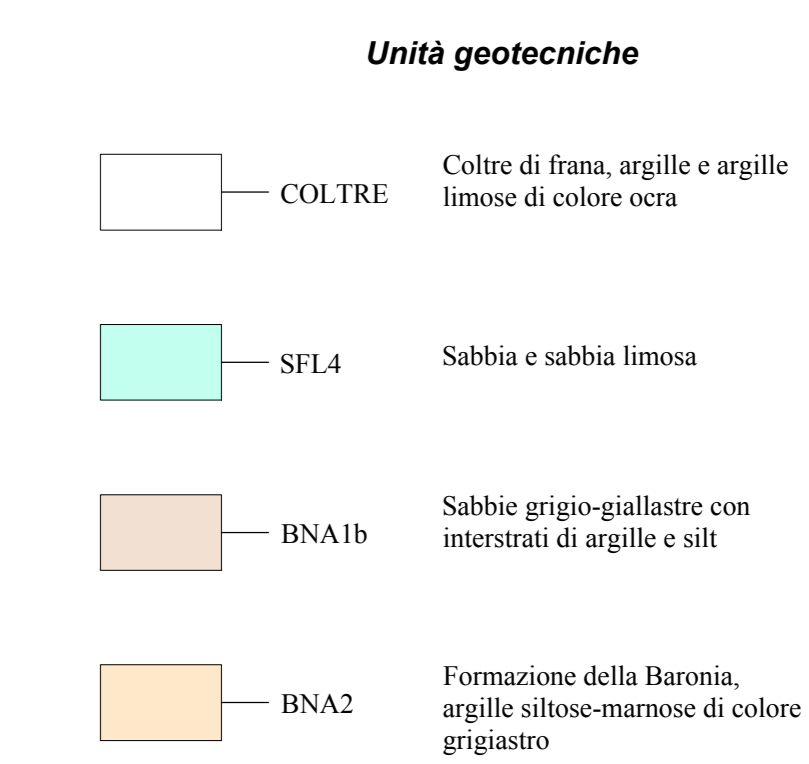 Unità geotecniche
COLTRE
Coltre di frana, argille e argille
limose di colore ocra
SFL4
Sabbia e sabbia limosa
BNA1b
Sabbie grigio-giallastre con
interstrati di argille e silt
BNA2
Formazione della Baronia,
argille siltose-marnose di colore
grigiastro